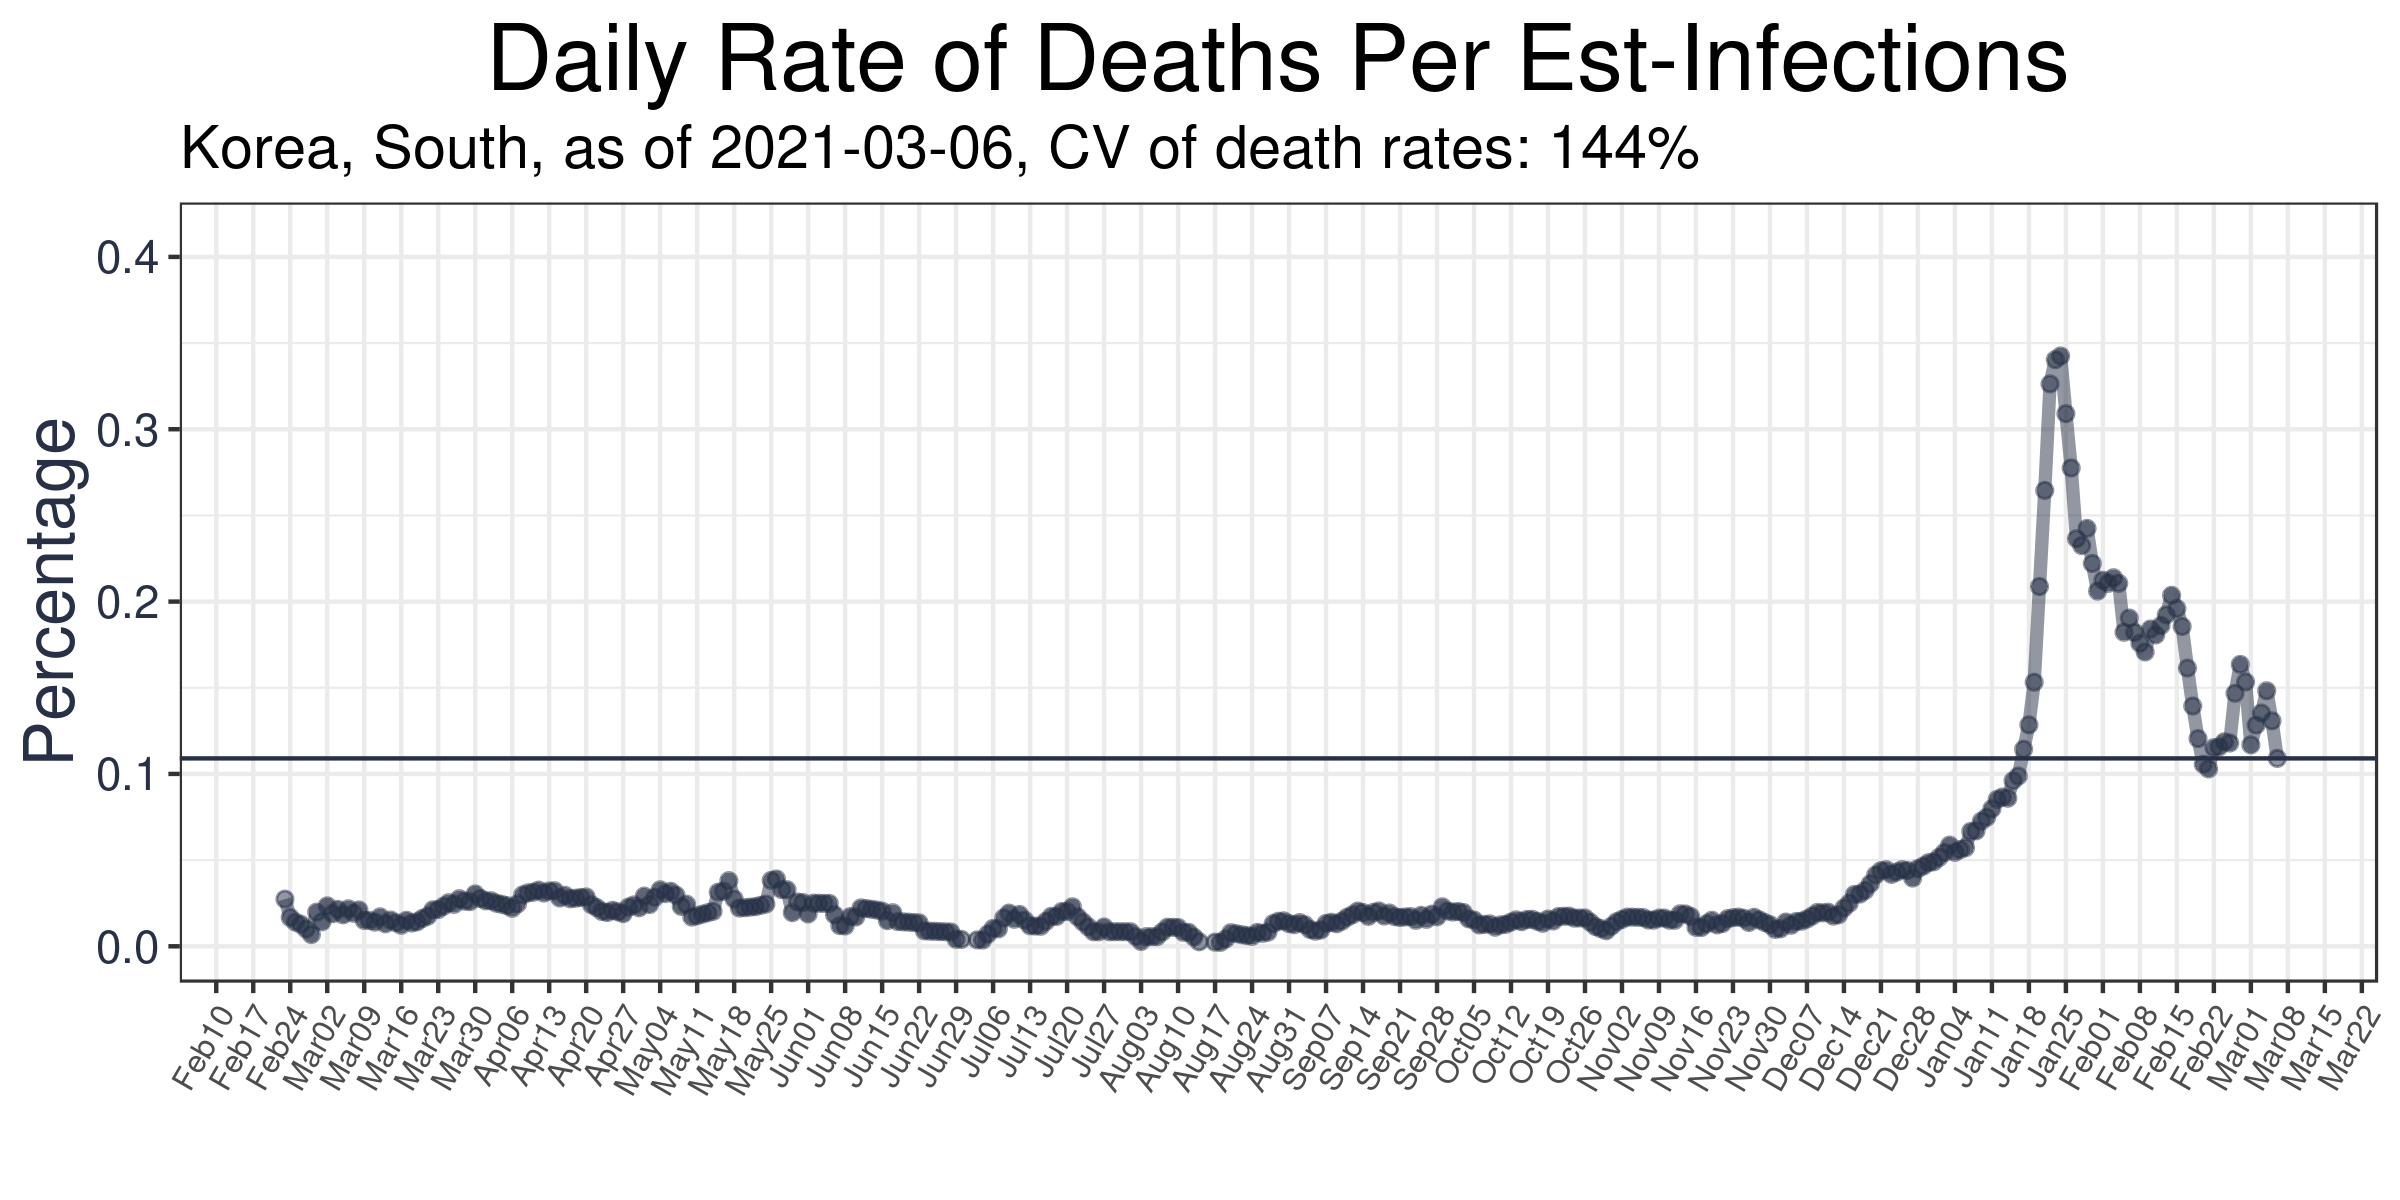 Daily Rate of Deaths Per Est-Infections
Korea, South, as of 2021-03-06, CV of death rates: 144%
Percentage
0.4
0.3
0.2
0.1
0.0
Feb10
Feb17
Feb24
Mar02
Mar09
Mar16
Mar23
Mar30
Apr06
Apr13
Apr20
Apr27
May04
May11
May18
May25
Jun01
Jun08
Jun15
Jun22
Jun29
Jul06
Jul13
Jul20
Jul27
Aug03
Aug10
Aug17
Aug24
Aug31
Sep07
Sep14
Sep21
Sep28
Oct05
Oct12
Oct19
Oct26
Nov02
Nov09
Nov16
Nov23
Nov30
Dec07
Dec14
Dec21
Dec28
Jan04
Jan11
Jan18
Jan25
Feb01
Feb08
Feb15
Feb22
Mar01
Mar08
Mar15
Mar22